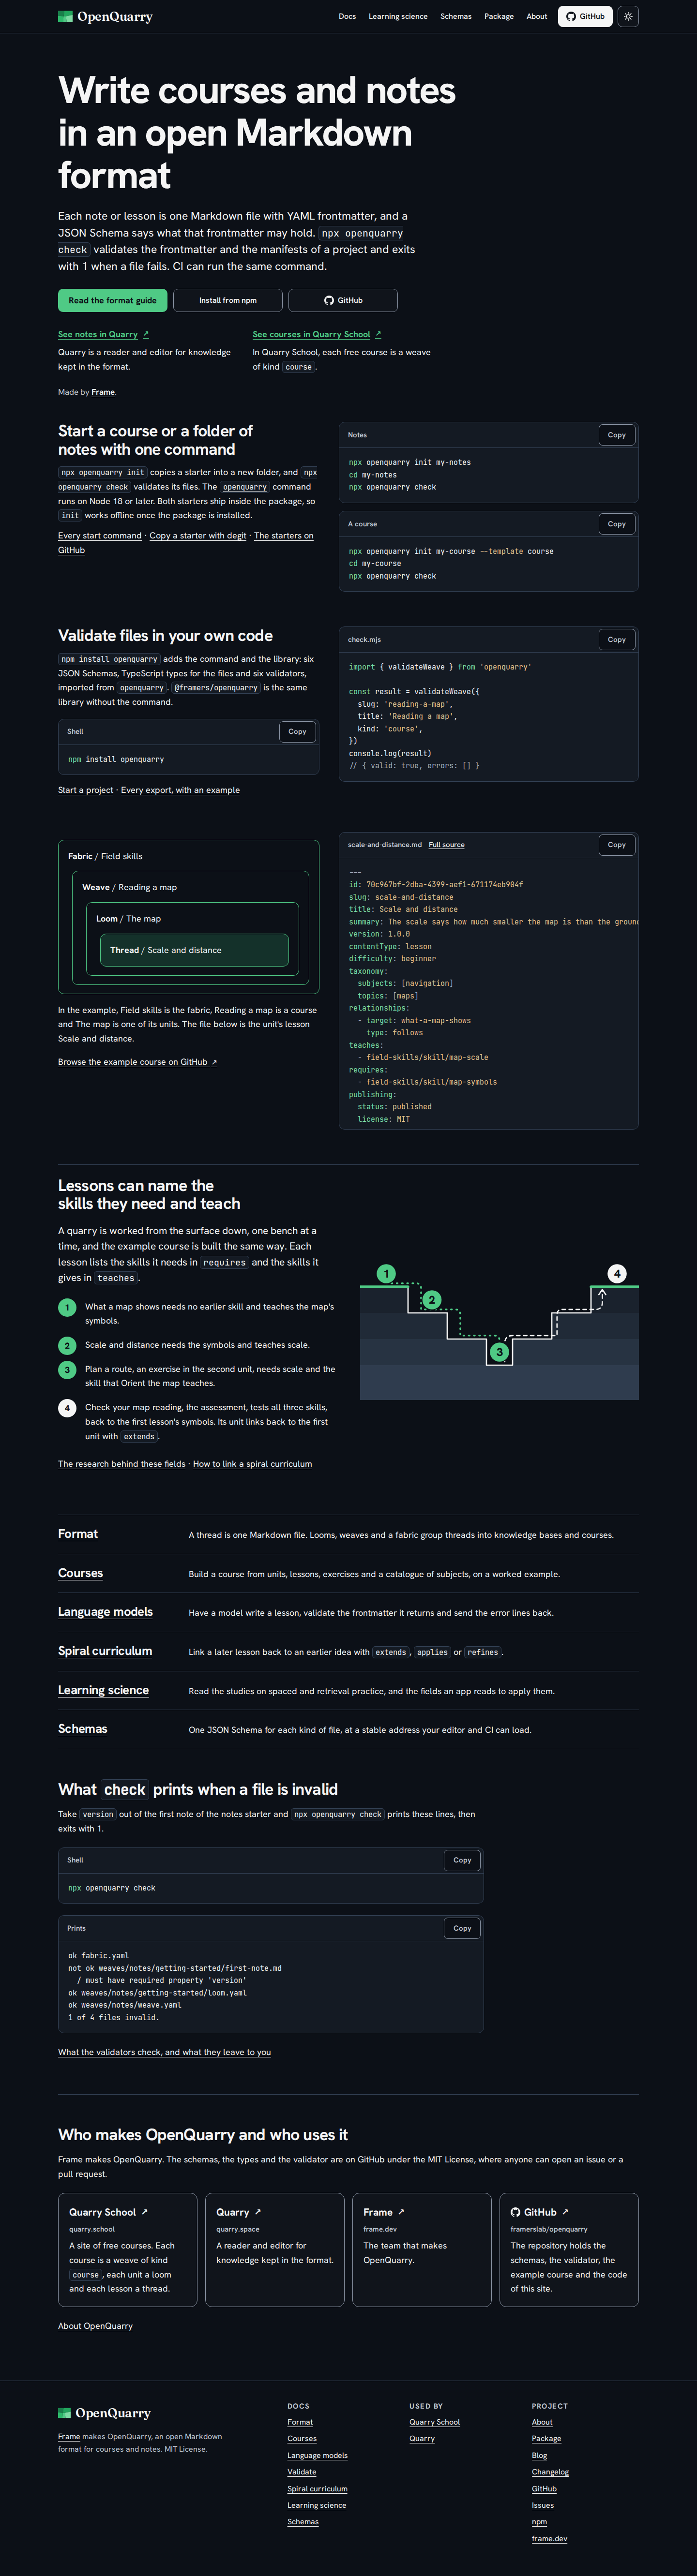 OpenQuarry
Docs Learning science Schemas Package About GitHub
Write courses and notes
in an open Markdown
format
Each note or lesson is one Markdown file with YAML frontmatter, and a
JSON Schema says what that frontmatter may hold. npx openquarry
check validates the frontmatter and the manifests of a project and exits
with 1 when a file fails. CI can run the same command.
Read the format guide Install from npm GitHub
See notes in Quarry ↗
Quarry is a reader and editor for knowledge
kept in the format.
See courses in Quarry School ↗
In Quarry School, each free course is a weave
of kind course.
Made by Frame.
Start a course or a folder of
notes with one command
npx openquarry init copies a starter into a new folder, and npx
openquarry check validates its files. The openquarry command
runs on Node 18 or later. Both starters ship inside the package, so
init works offline once the package is installed.
Every start command · Copy a starter with degit · The starters on
GitHub
Notes Copy
npx openquarry init my-notes
cd my-notes
npx openquarry check
A course Copy
npx openquarry init my-course --template course
cd my-course
npx openquarry check
Validate files in your own code
npm install openquarry adds the command and the library: six
JSON Schemas, TypeScript types for the files and six validators,
imported from openquarry. @framers/openquarry is the same
library without the command.
Shell Copy
npm install openquarry
Start a project · Every export, with an example
check.mjs Copy
import { validateWeave } from 'openquarry'
const result = validateWeave({
slug: 'reading-a-map',
title: 'Reading a map',
kind: 'course',
})
console.log(result)
// { valid: true, errors: [] }
Fabric / Field skills
Weave / Reading a map
Loom / The map
Thread / Scale and distance
In the example, Field skills is the fabric, Reading a map is a course
and The map is one of its units. The file below is the unit's lesson
Scale and distance.
Browse the example course on GitHub ↗
scale-and-distance.md Full source Copy
---
id: 70c967bf-2dba-4399-aef1-671174eb904f
slug: scale-and-distance
title: Scale and distance
summary: The scale says how much smaller the map is than the ground
version: 1.0.0
contentType: lesson
difficulty: beginner
taxonomy:
subjects: [navigation]
topics: [maps]
relationships:
- target: what-a-map-shows
type: follows
teaches:
- field-skills/skill/map-scale
requires:
- field-skills/skill/map-symbols
publishing:
status: published
license: MIT
Lessons can name the
skills they need and teach
A quarry is worked from the surface down, one bench at a
time, and the example course is built the same way. Each
lesson lists the skills it needs in requires and the skills it
gives in teaches.
1 What a map shows needs no earlier skill and teaches the map's
symbols.
2 Scale and distance needs the symbols and teaches scale.
3 Plan a route, an exercise in the second unit, needs scale and the
skill that Orient the map teaches.
4 Check your map reading, the assessment, tests all three skills,
back to the first lesson's symbols. Its unit links back to the first
unit with extends.
The research behind these fields · How to link a spiral curriculum
1
2
3
4
Format A thread is one Markdown file. Looms, weaves and a fabric group threads into knowledge bases and courses.
Courses Build a course from units, lessons, exercises and a catalogue of subjects, on a worked example.
Language models Have a model write a lesson, validate the frontmatter it returns and send the error lines back.
Spiral curriculum Link a later lesson back to an earlier idea with extends, applies or refines.
Learning science Read the studies on spaced and retrieval practice, and the fields an app reads to apply them.
Schemas One JSON Schema for each kind of file, at a stable address your editor and CI can load.
What check prints when a file is invalid
Take version out of the first note of the notes starter and npx openquarry check prints these lines, then
exits with 1.
Shell Copy
npx openquarry check
Prints Copy
ok fabric.yaml
not ok weaves/notes/getting-started/first-note.md
/ must have required property 'version'
ok weaves/notes/getting-started/loom.yaml
ok weaves/notes/weave.yaml
1 of 4 files invalid.
What the validators check, and what they leave to you
Who makes OpenQuarry and who uses it
Frame makes OpenQuarry. The schemas, the types and the validator are on GitHub under the MIT License, where anyone can open an issue or a
pull request.
Quarry School ↗
quarry.school
A site of free courses. Each
course is a weave of kind
course, each unit a loom
and each lesson a thread.
Quarry ↗
quarry.space
A reader and editor for
knowledge kept in the format.
Frame ↗
frame.dev
The team that makes
OpenQuarry.
GitHub ↗
framerslab/openquarry
The repository holds the
schemas, the validator, the
example course and the code
of this site.
About OpenQuarry
OpenQuarry
Frame makes OpenQuarry, an open Markdown
format for courses and notes. MIT License.
DOCS
Format
Courses
Language models
Validate
Spiral curriculum
Learning science
Schemas
USED BY
Quarry School
Quarry
PROJECT
About
Package
Blog
Changelog
GitHub
Issues
npm
frame.dev